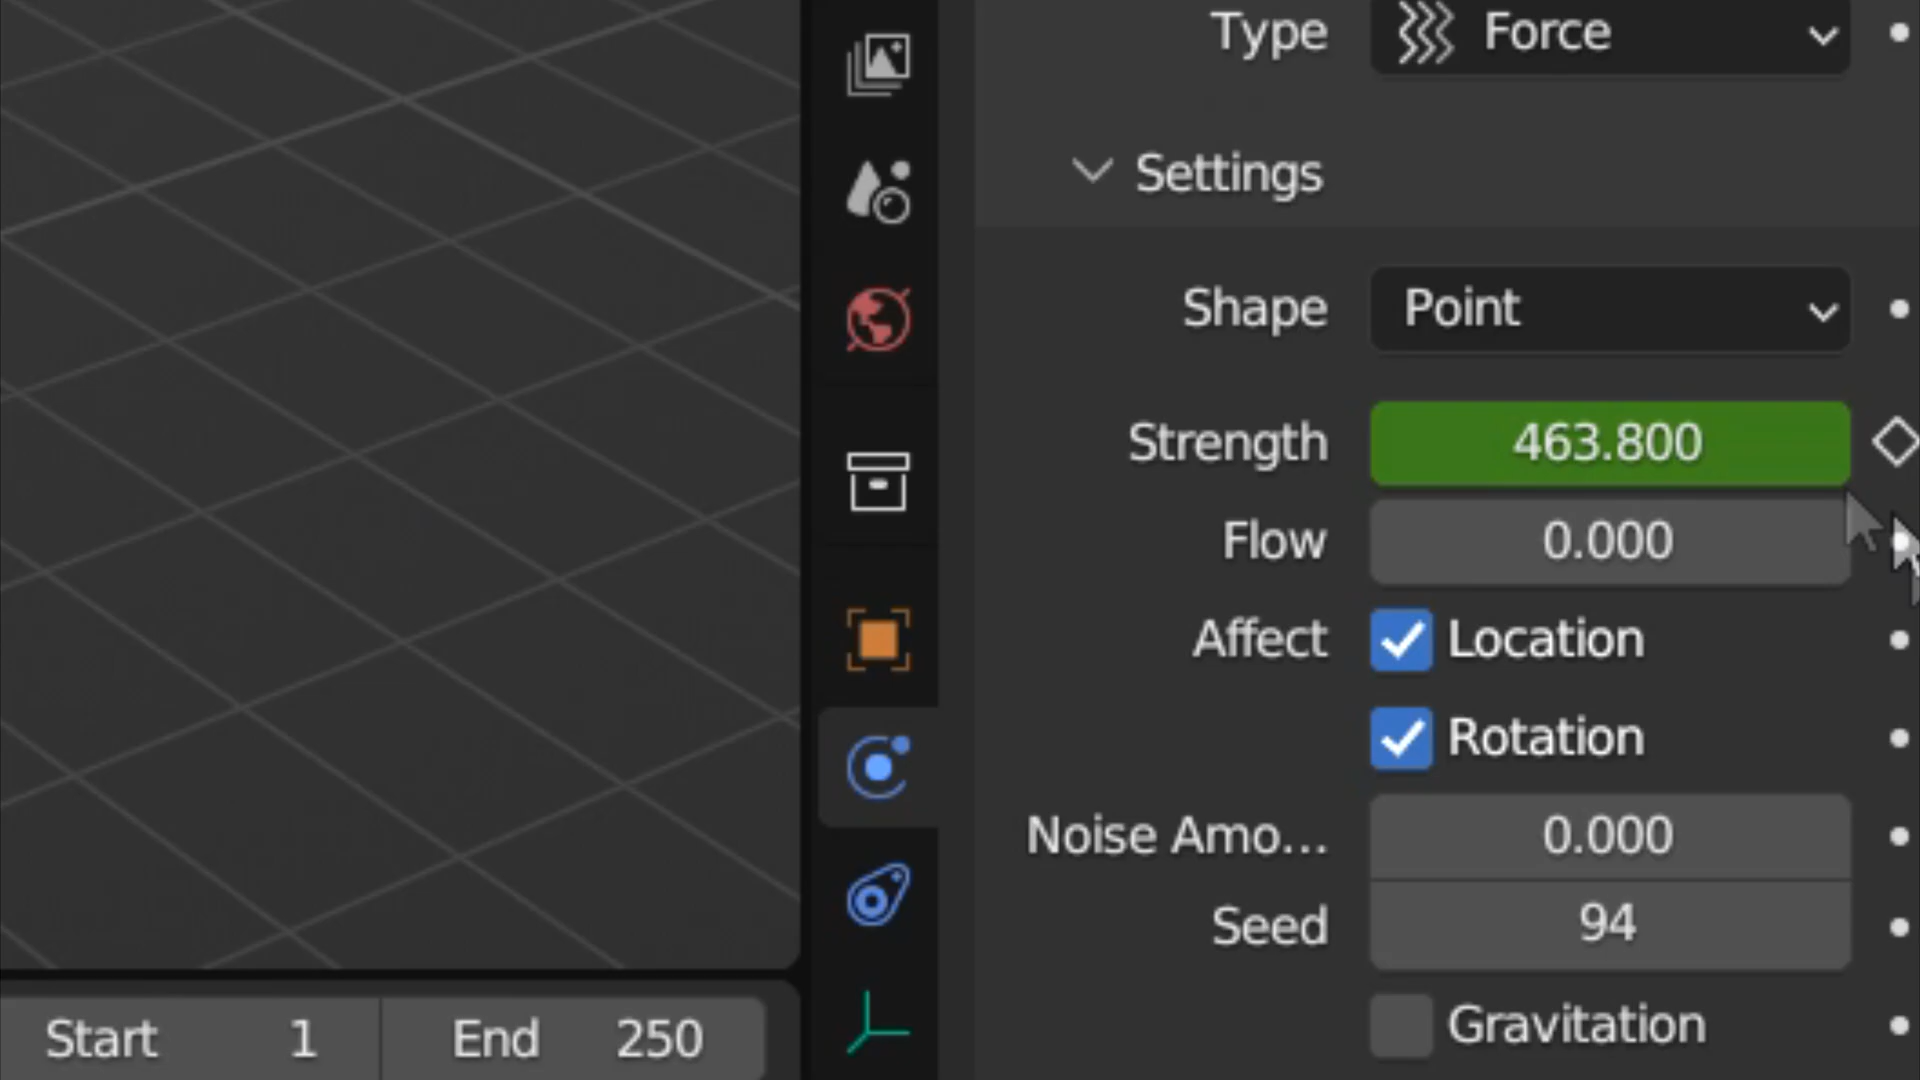 Type Force
Settings
Shape Point
Strength 463.800
Flow 0.000
Affect Location
Rotation
Noise Amo... 0.000
Seed 94
Gravitation
Start 1 End 250